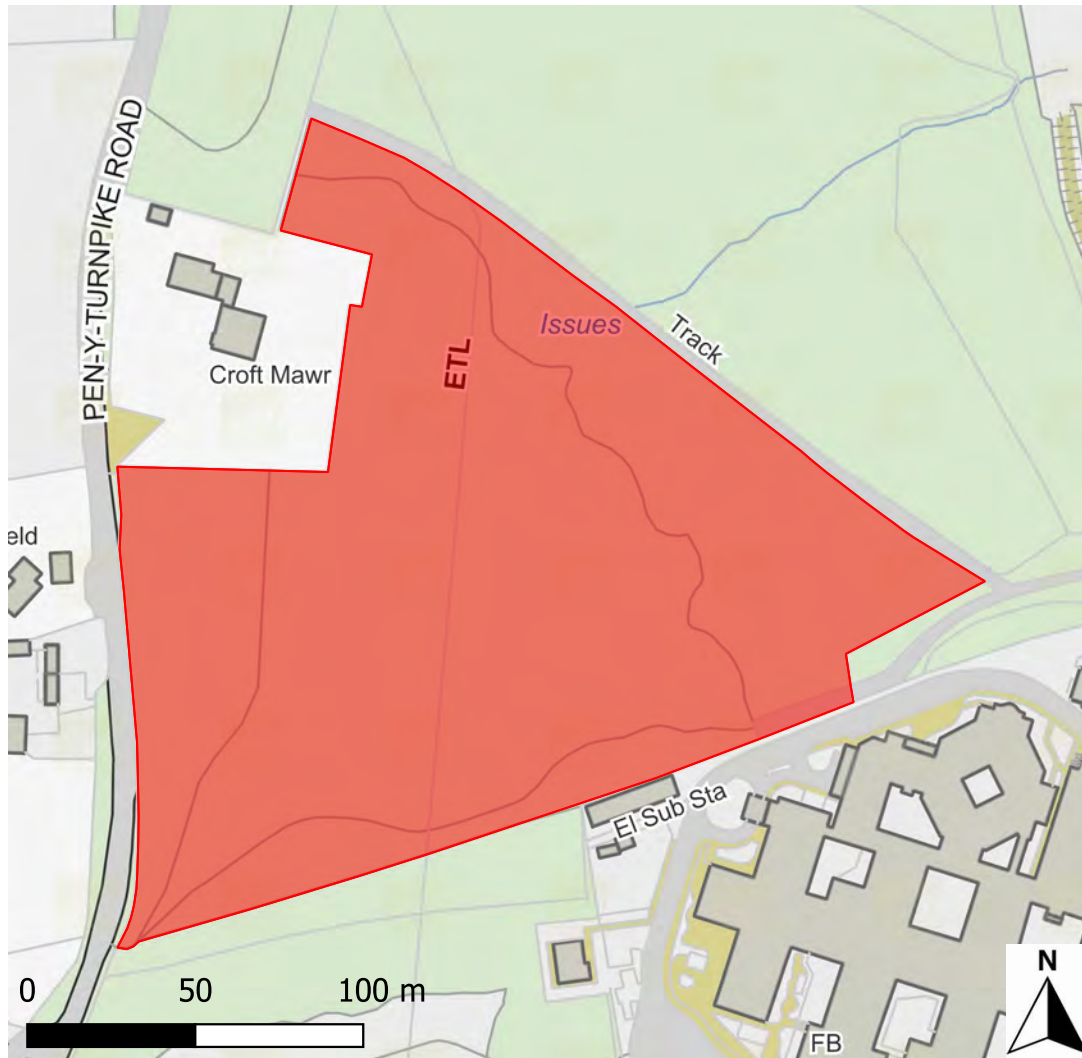 PEN-Y-TURNPIKE ROAD
Issues
Track
ETL
Croft Mawr
eld
El Sub Sta
0 50 100 m
N
FB